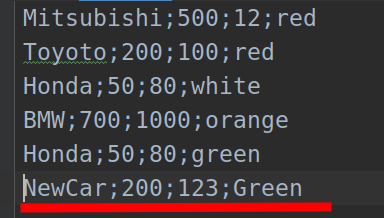 Mitsubishi;500;12;red
Toyoto;200;100;red
Honda;50;80;white
BMW;700;1000;orange
Honda;50;80;green
NewCar;200;123;Green